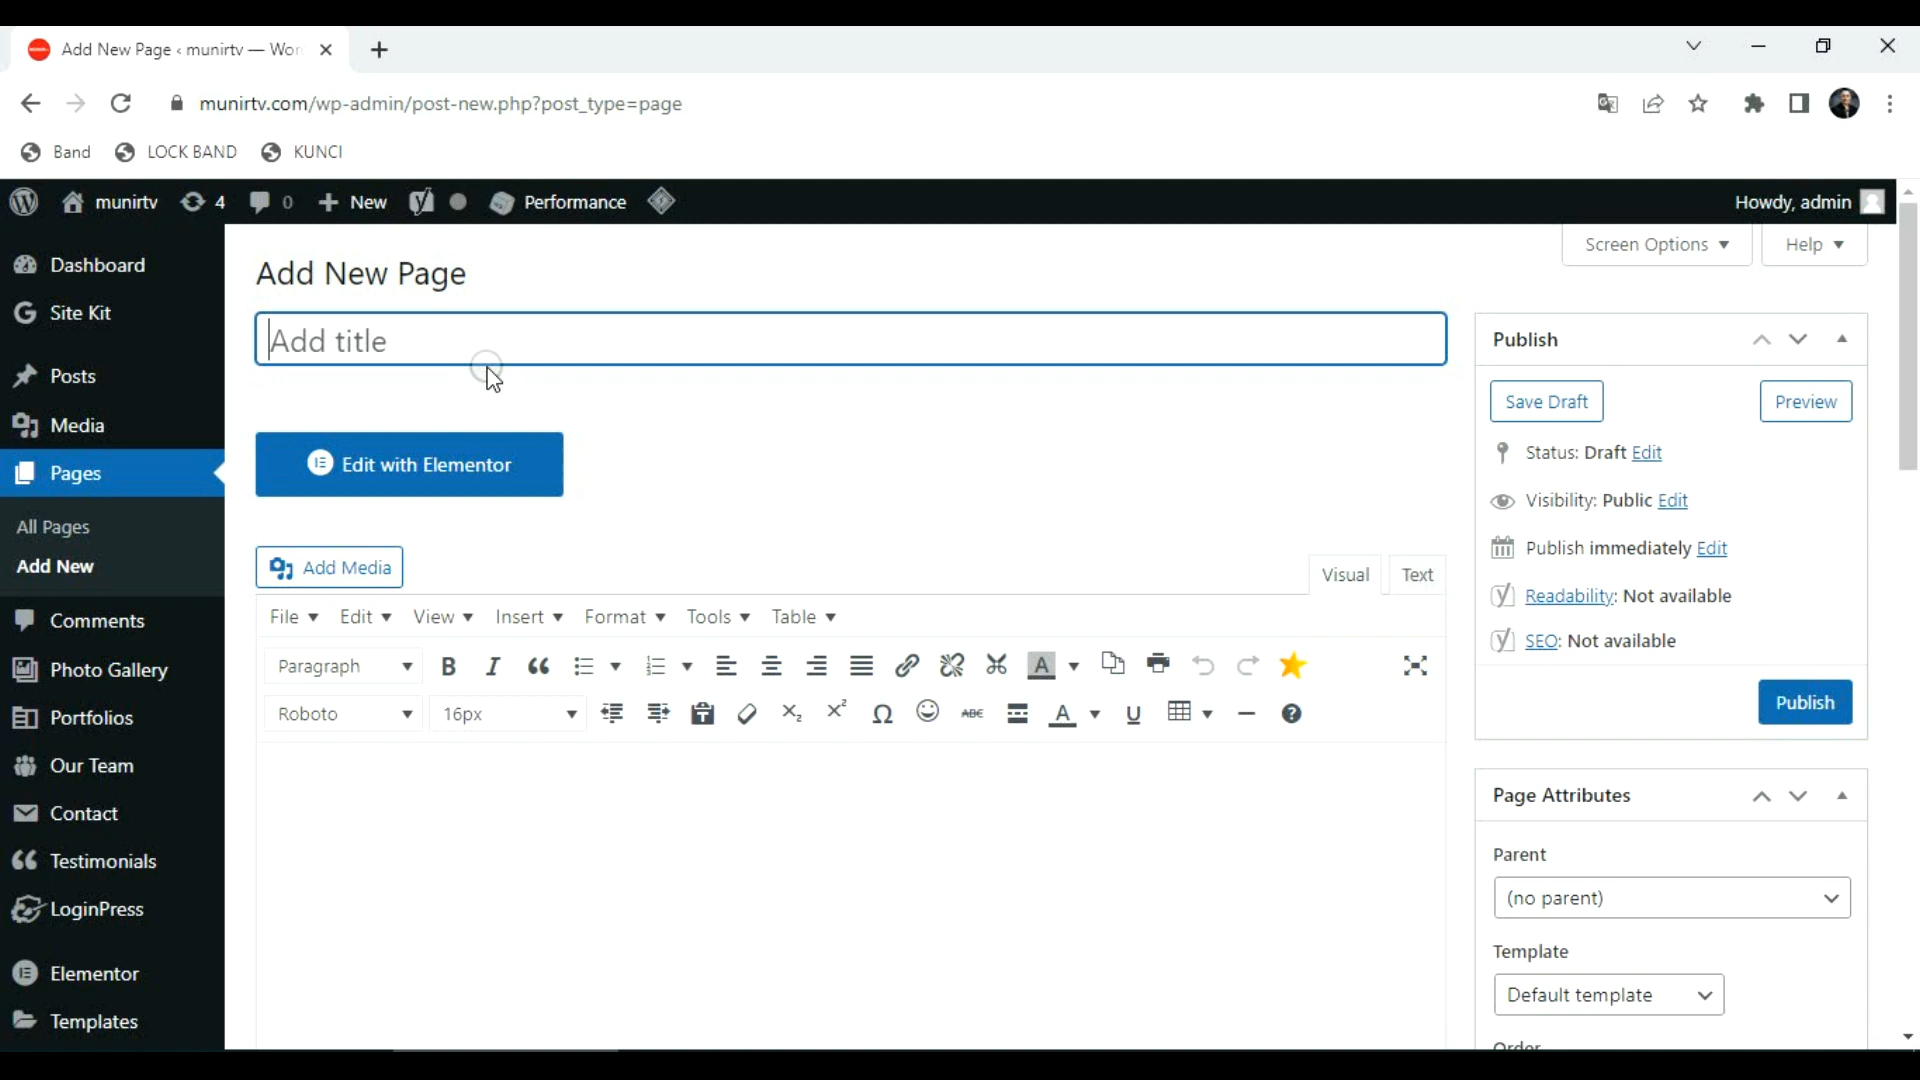 Add New Page ‹ munirtv — Wor
munirtv.com/wp-admin/post-new.php?post_type=page
Band LOCK BAND KUNCI
munirtv 4 0 New Performance Howdy, admin
Screen Options Help
Dashboard
Site Kit
Posts
Media
Pages
All Pages
Add New
Comments
Photo Gallery
Portfolios
Our Team
Contact
Testimonials
LoginPress
Elementor
Templates
Add New Page
Add title
Edit with Elementor
Add Media
Visual Text
File Edit View Insert Format Tools Table
Paragraph B I A
Roboto 16px ABC A U
Publish
Save Draft Preview
Status: Draft Edit
Visibility: Public Edit
Publish immediately Edit
Readability: Not available
SEO: Not available
Publish
Page Attributes
Parent
(no parent)
Template
Default template
Order